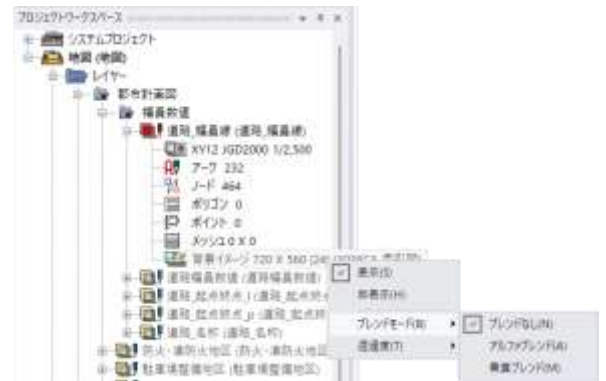 プロジェクトワークスペース
システムプロジェクト
地図 (地図)
レイヤー
都市計画図
幅員数値
道路_幅員線 (道路_幅員線)
XY12 JGD2000 1/2,500
アーク 232
ノード 464
ポリゴン 0
ポイント 0
メッシュ 0 X 0
背景イメージ 720 X 560
表示(S)
道路幅員数値 (道路幅員数値)
非表示(H)
道路_起点終点_l (道路_起点終点
ブレンドモード(B)
ブレンドなし(N)
道路_起点終点_p (道路_起点終
透過度(T)
アルファブレンド(A)
道路_名称 (道路_名称)
乗算ブレンド(M)
防火・準防火地区 (防火・準防火地区
駐車場整備地区 (駐車場整備地区)